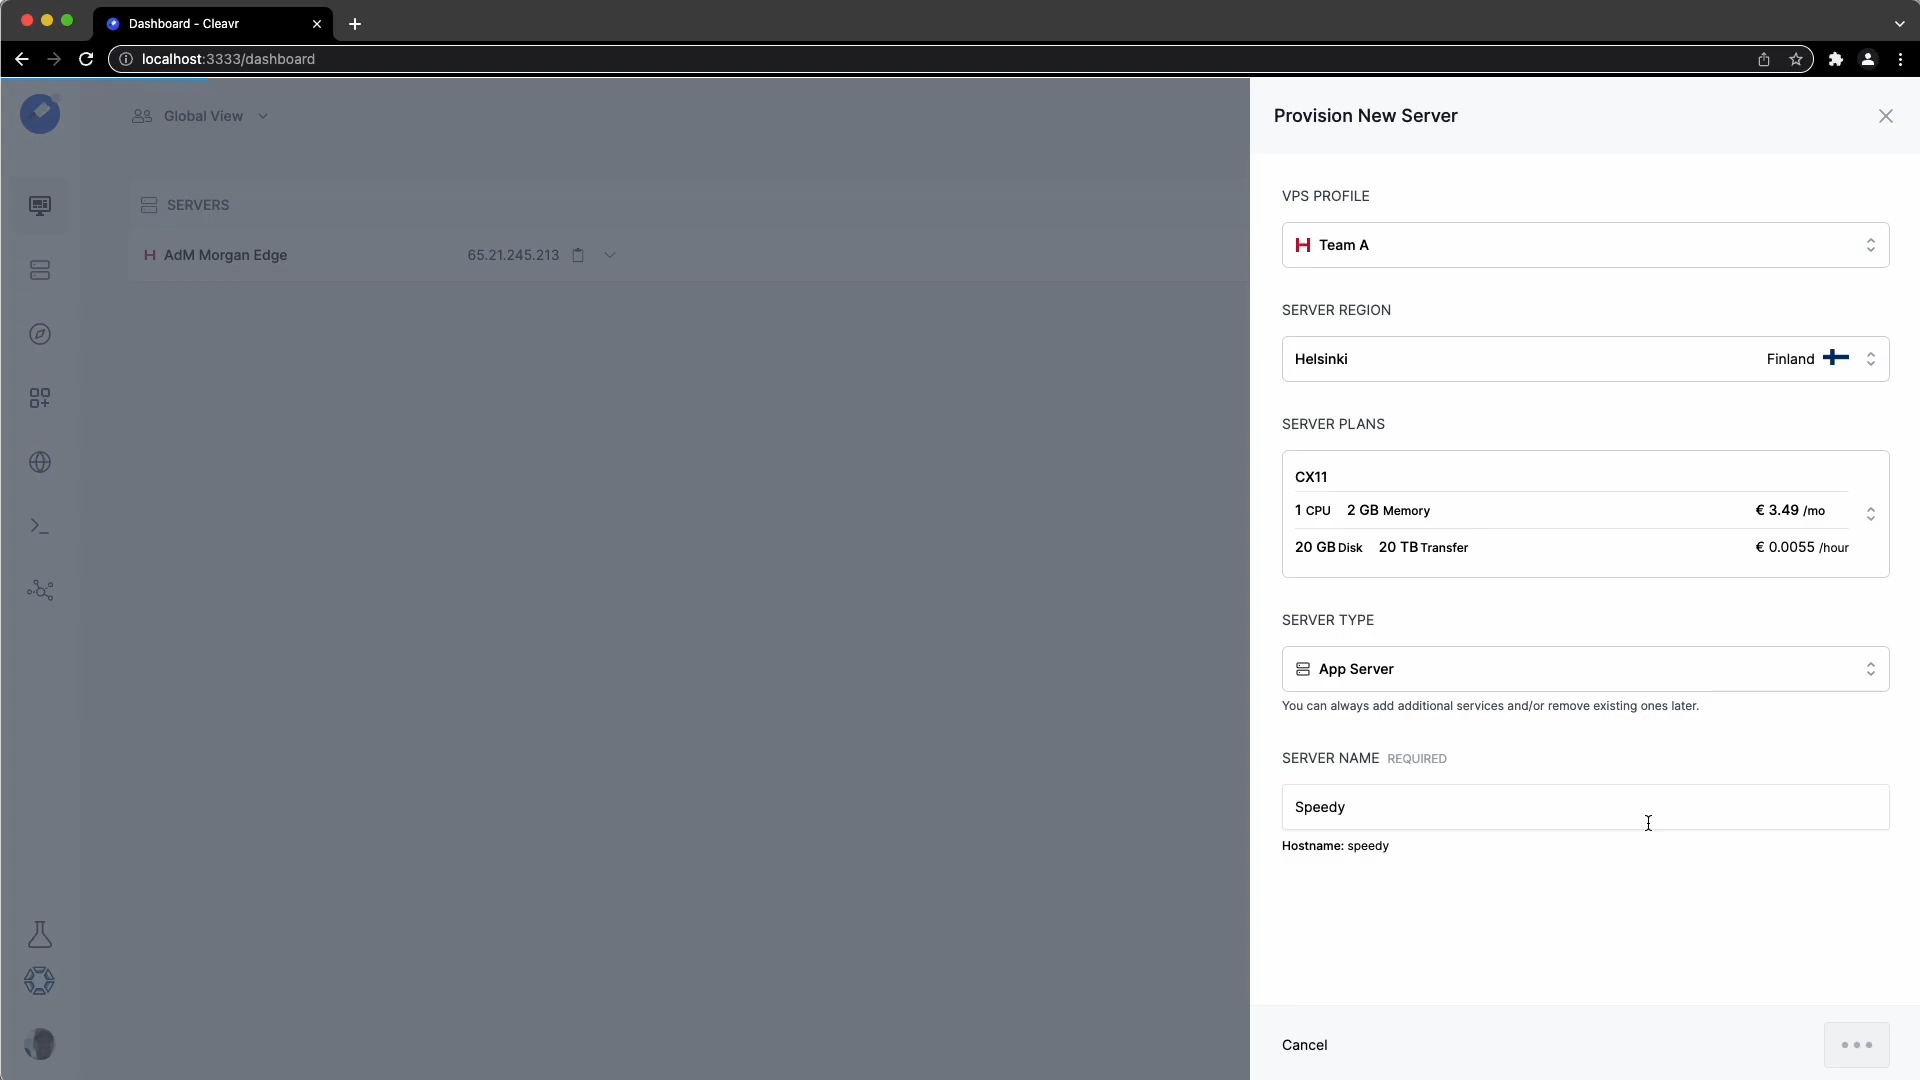 Dashboard - Cleavr
localhost:3333/dashboard
Global View
SERVERS
AdM Morgan Edge 65.21.245.213
Provision New Server
VPS PROFILE
Team A
SERVER REGION
Helsinki Finland
SERVER PLANS
CX11
1 CPU 2 GB Memory € 3.49 /mo
20 GB Disk 20 TB Transfer € 0.0055 /hour
SERVER TYPE
App Server
You can always add additional services and/or remove existing ones later.
SERVER NAME REQUIRED
Speedy
Hostname: speedy
Cancel